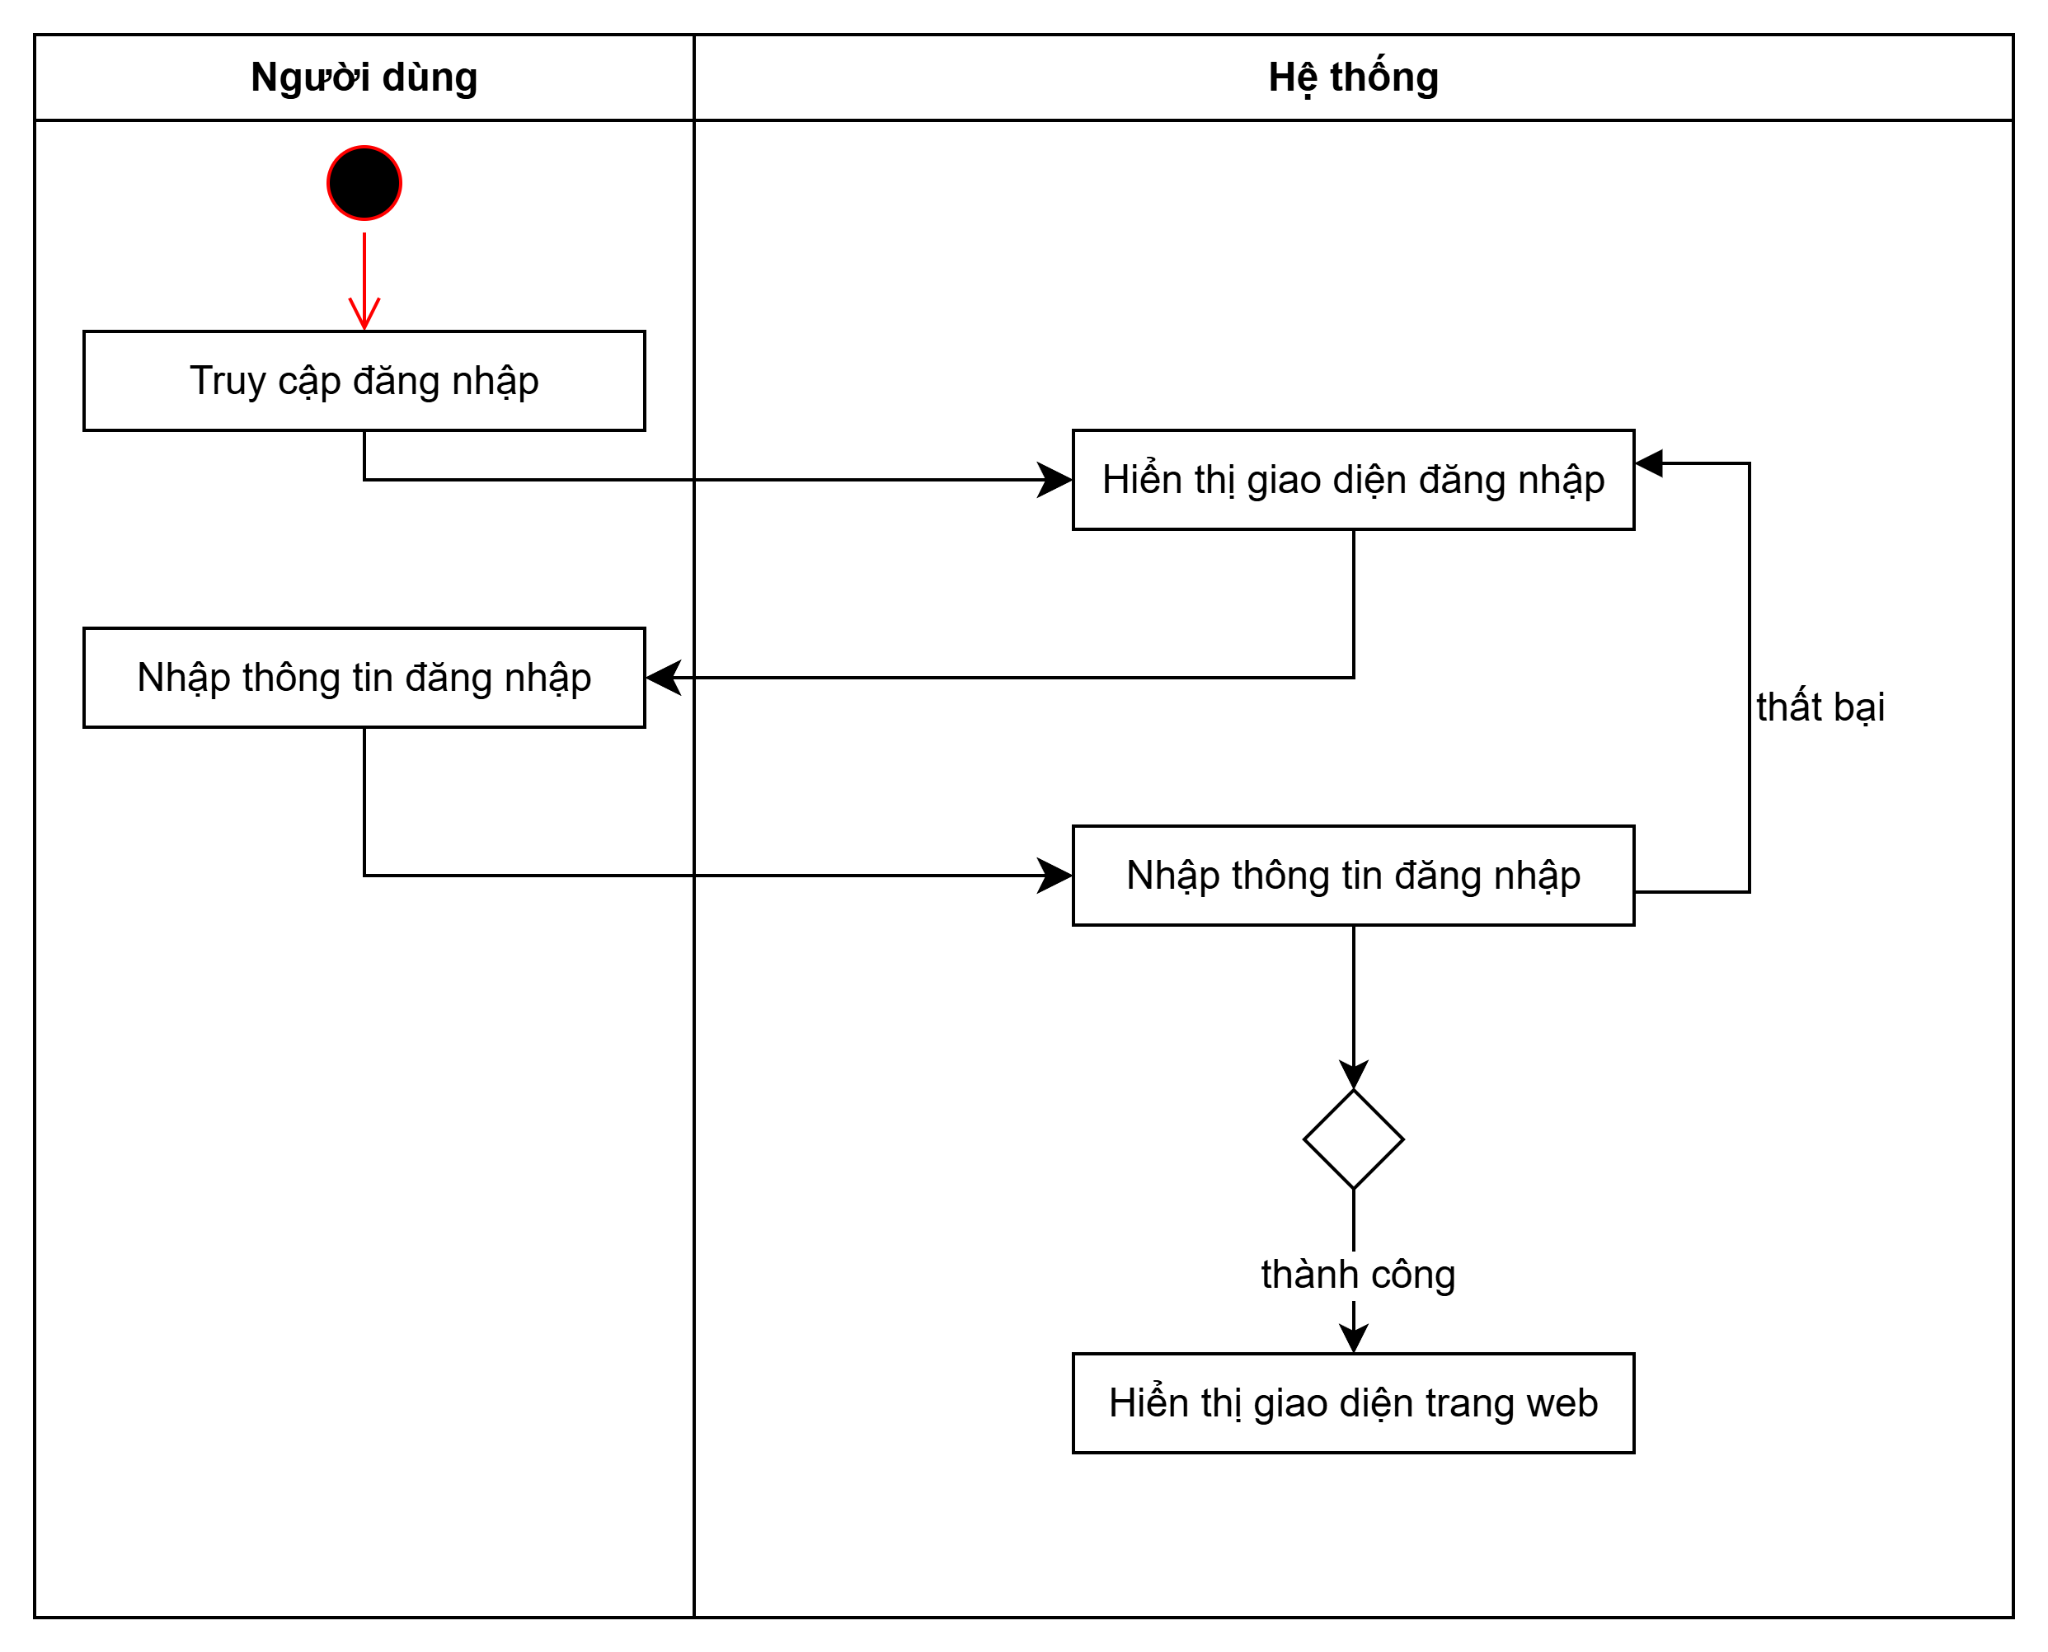 Người dùng
Hệ thống
Truy cập đăng nhập
Hiển thị giao diện đăng nhập
Nhập thông tin đăng nhập
thất bại
Nhập thông tin đăng nhập
thành công
Hiển thị giao diện trang web